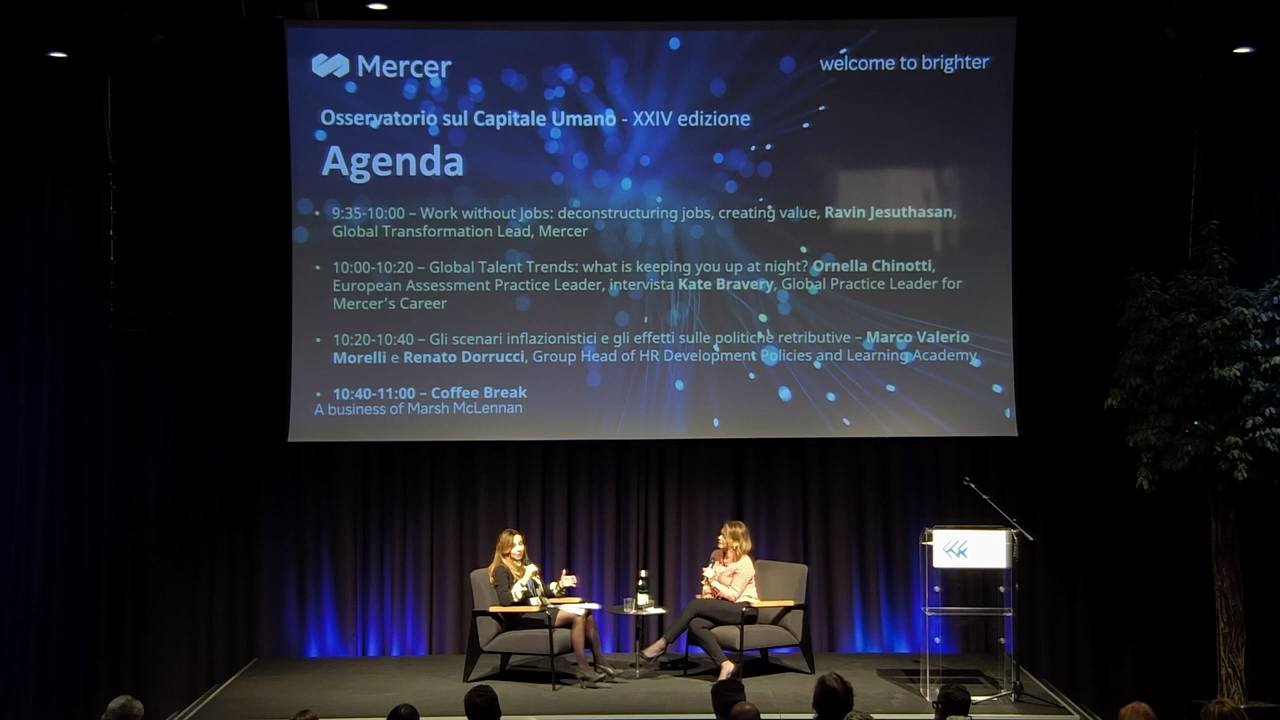 Mercer
welcome to brighter
Osservatorio sul Capitale Umano - XXIV edizione
Agenda
• 9:35-10:00 – Work without Jobs: deconstructing jobs, creating value, Ravin Jesuthasan,
Global Transformation Lead, Mercer
• 10:00-10:20 – Global Talent Trends: what is keeping you up at night? Ornella Chinotti,
European Assessment Practice Leader, intervista Kate Bravery, Global Practice Leader for
Mercer's Career
• 10:20-10:40 – Gli scenari inflazionistici e gli effetti sulle politiche retributive – Marco Valerio
Morelli e Renato Dorrucci, Group Head of HR Development Policies and Learning Academy
• 10:40-11:00 – Coffee Break
A business of Marsh McLennan